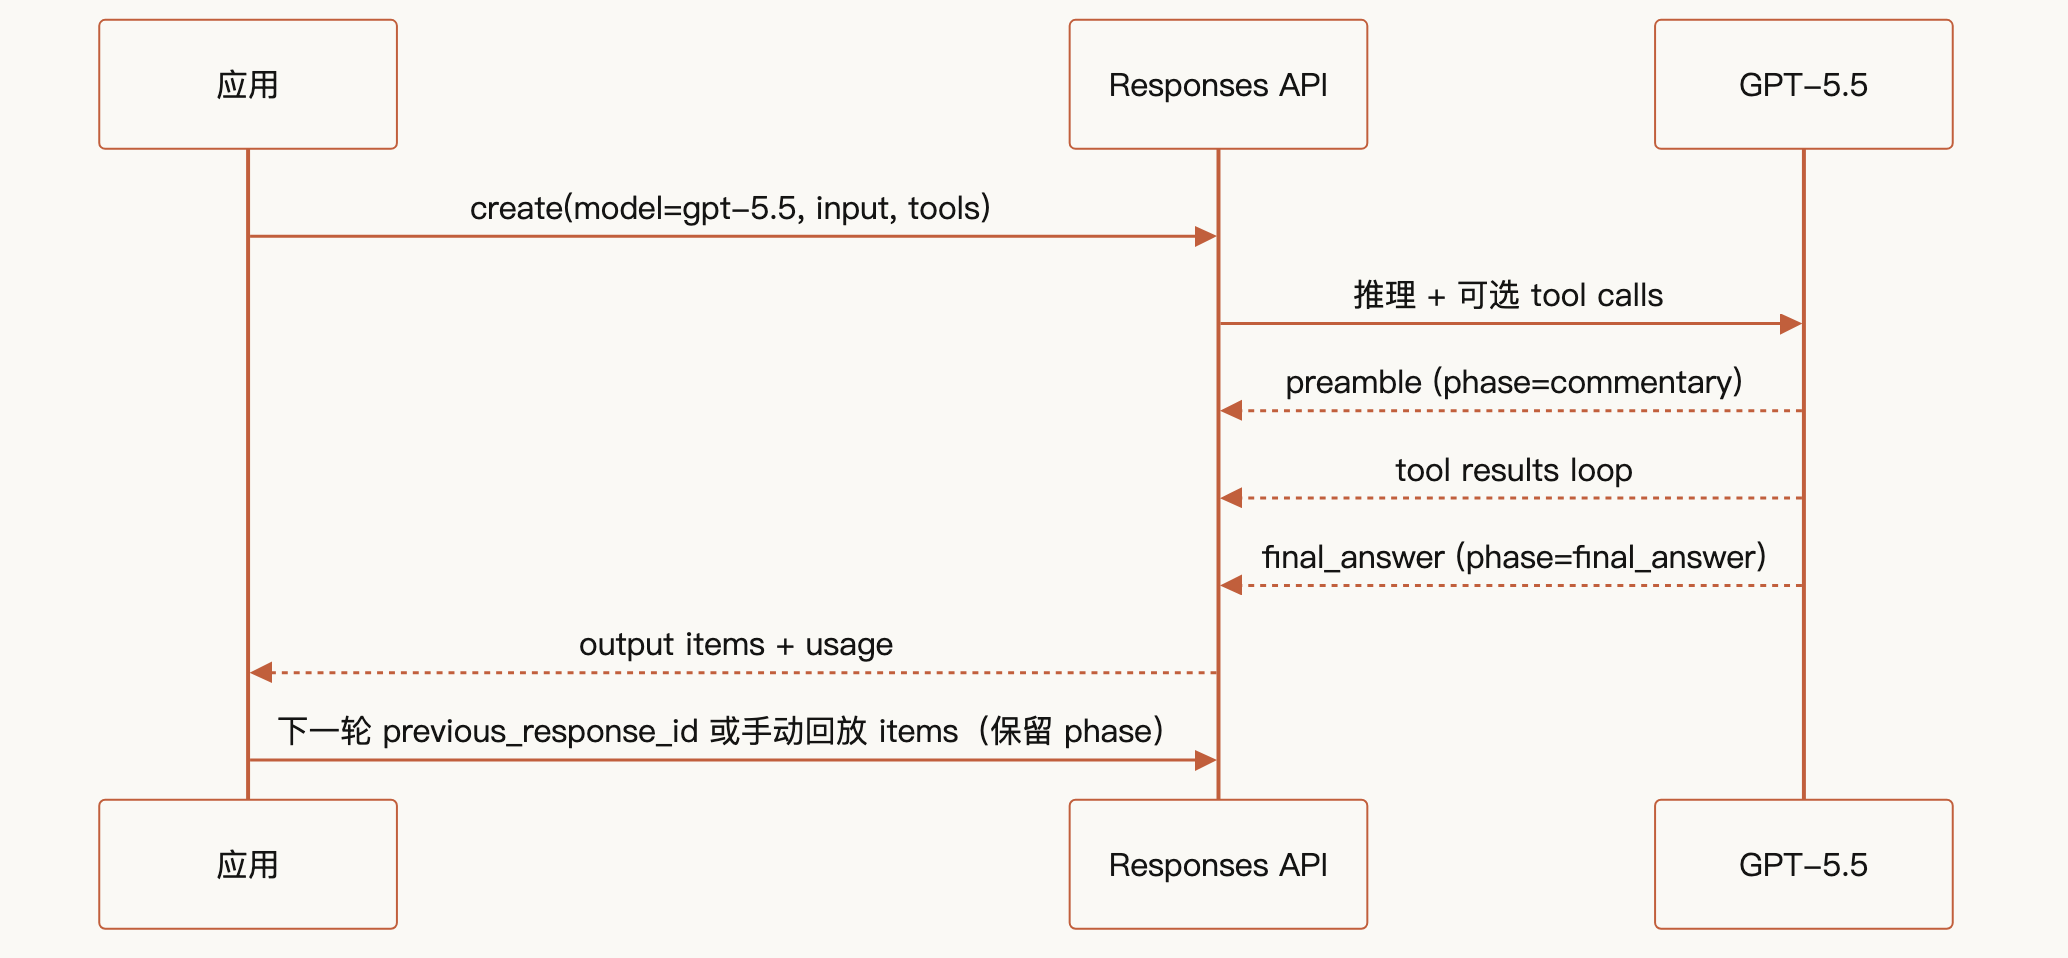 应用
Responses API
GPT-5.5
create(model=gpt-5.5, input, tools)
推理 + 可选 tool calls
preamble (phase=commentary)
tool results loop
final_answer (phase=final_answer)
output items + usage
下一轮 previous_response_id 或手动回放 items（保留 phase）
应用
Responses API
GPT-5.5